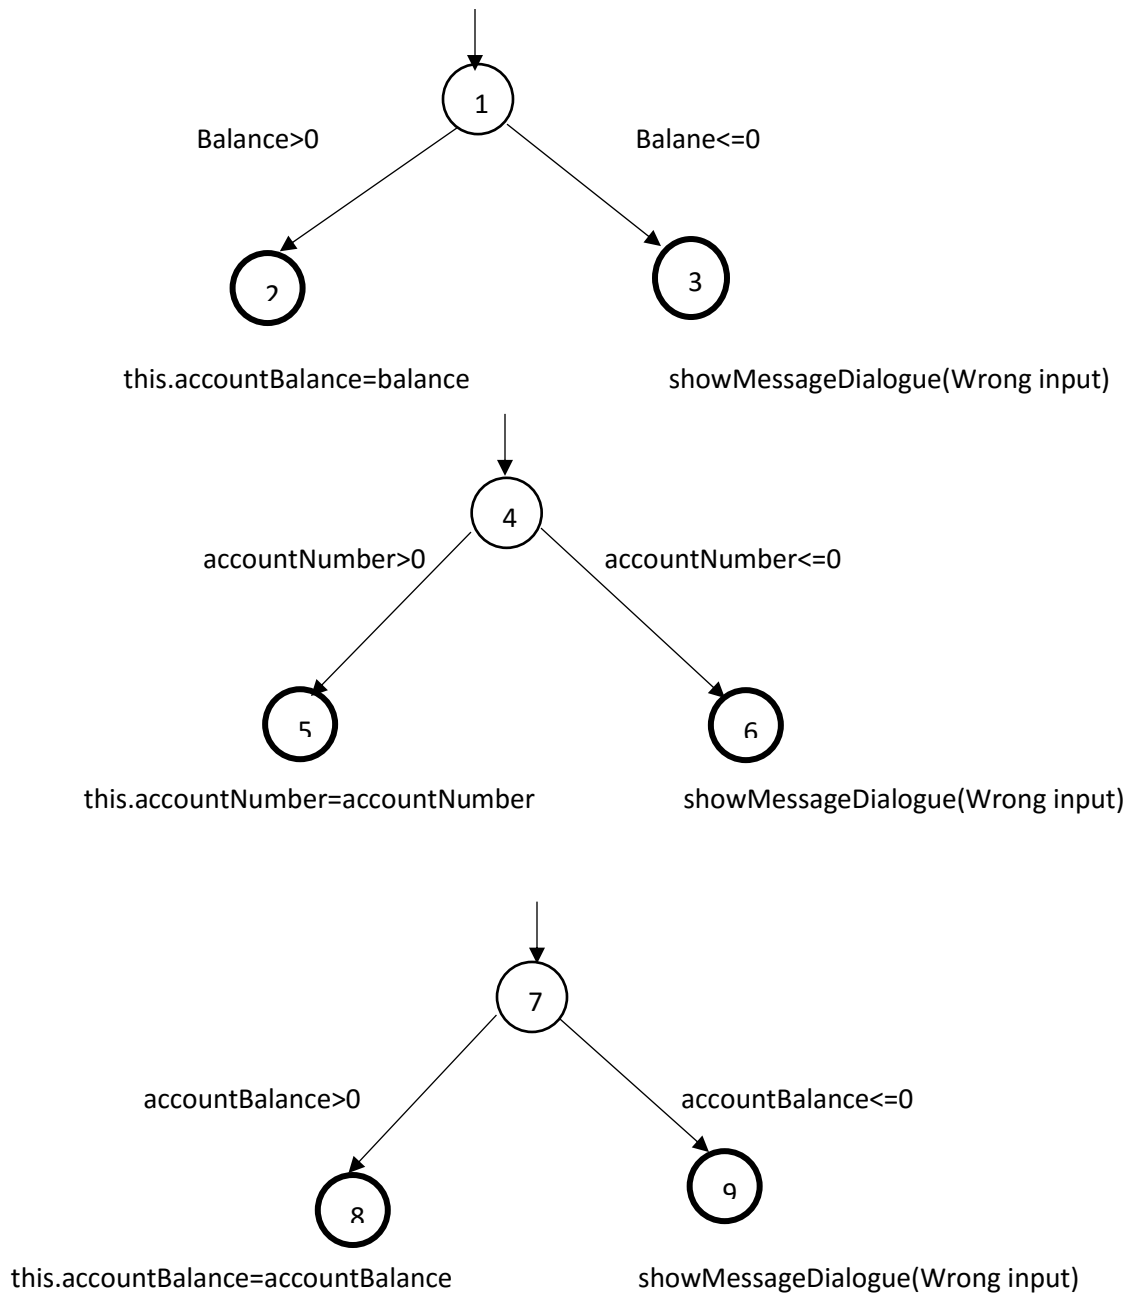 1
Balance>0
Balane<=0
2
3
this.accountBalance=balance
showMessageDialogue(Wrong input)
4
accountNumber>0
accountNumber<=0
5
6
this.accountNumber=accountNumber
showMessageDialogue(Wrong input)
7
accountBalance>0
accountBalance<=0
8
9
this.accountBalance=accountBalance
showMessageDialogue(Wrong input)